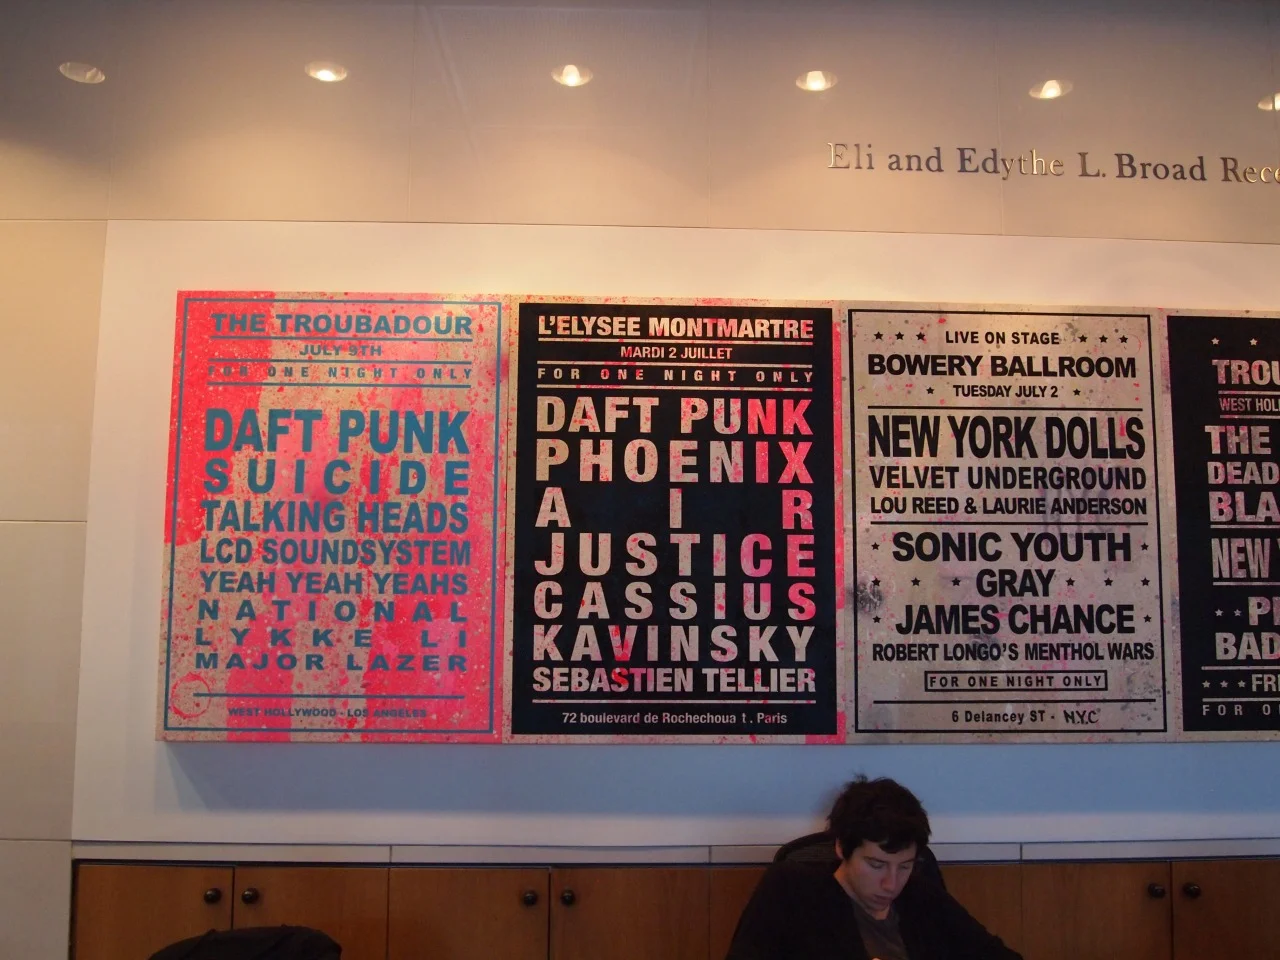 Eli and Edythe L. Broad
THE TROUBADOUR
JULY 9TH
FOR ONE NIGHT ONLY
DAFT PUNK
SUICIDE
TALKING HEADS
LCD SOUNDSYSTEM
YEAH YEAH YEAHS
NATIONAL
LYKKE LI
MAJOR LAZER
WEST HOLLYWOOD - LOS ANGELES
L'ELYSEE MONTMARTRE
MARDI 2 JUILLET
FOR ONE NIGHT ONLY
DAFT PUNK
PHOENIX
AIR
JUSTICE
CASSIUS
KAVINSKY
SEBASTIEN TELLIER
72 boulevard de Rochechoua t . Paris
LIVE ON STAGE
BOWERY BALLROOM
TUESDAY JULY 2
NEW YORK DOLLS
VELVET UNDERGROUND
LOU REED & LAURIE ANDERSON
SONIC YOUTH
GRAY
JAMES CHANCE
ROBERT LONGO'S MENTHOL WARS
FOR ONE NIGHT ONLY
6 Delancey ST - N.Y.C
TROU
WEST HOL
THE
DEAD
BLA
NEW
BAD
FOR